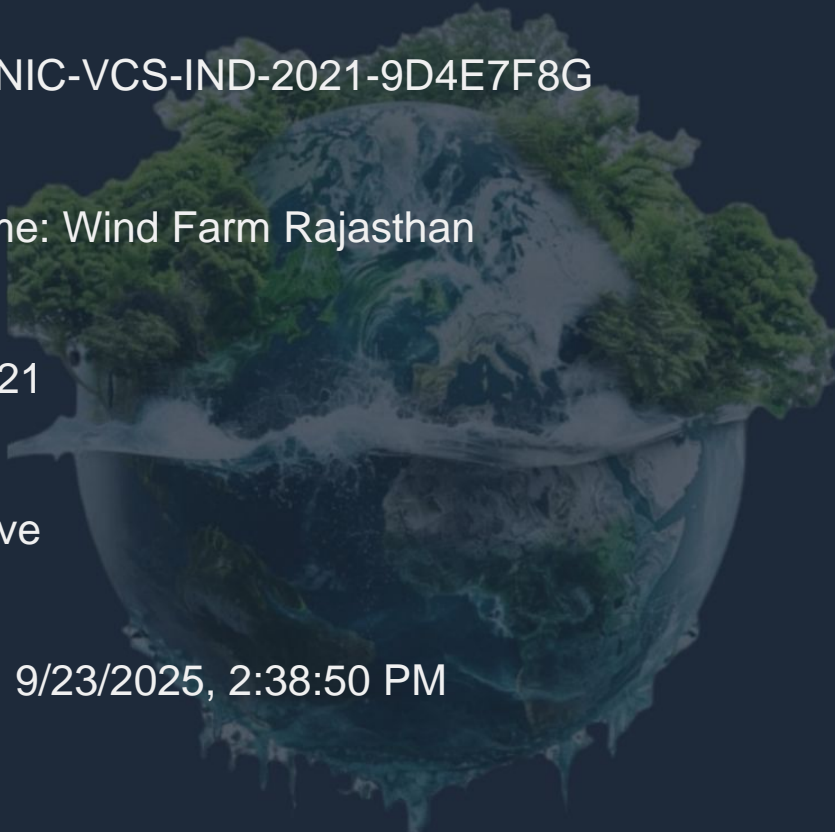 NIC-VCS-IND-2021-9D4E7F8G
ne: Wind Farm Rajasthan
21
ve
9/23/2025, 2:38:50 PM